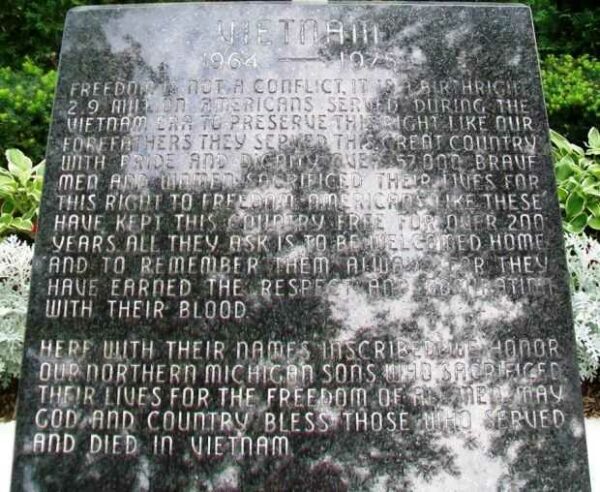 VIETNAM
1964 — 1975
FREEDOM IS NOT A CONFLICT, IT IS A BIRTHRIGHT
2.9 MILLION AMERICANS SERVED DURING THE
VIETNAM ERA TO PRESERVE THIS RIGHT LIKE OUR
FOREFATHERS THEY SERVED THIS GREAT COUNTRY
WITH PRIDE AND DIGNITY OVER 57,000 BRAVE
MEN AND WOMEN SACRIFICED THEIR LIVES FOR
THIS RIGHT TO FREEDOM AMERICANS LIKE THESE
HAVE KEPT THIS COUNTRY FREE FOR OVER 200
YEARS ALL THEY ASK IS TO BE WELCOMED HOME
AND TO REMEMBER THEM ALWAYS FOR THEY
HAVE EARNED THE RESPECT AND
WITH THEIR BLOOD
HERE WITH THEIR NAMES INSCRIBED WE HONOR
OUR NORTHERN MICHIGAN SONS WHO SACRIFICED
THEIR LIVES FOR THE FREEDOM OF ALL MEN MAY
GOD AND COUNTRY BLESS THOSE WHO SERVED
AND DIED IN VIETNAM